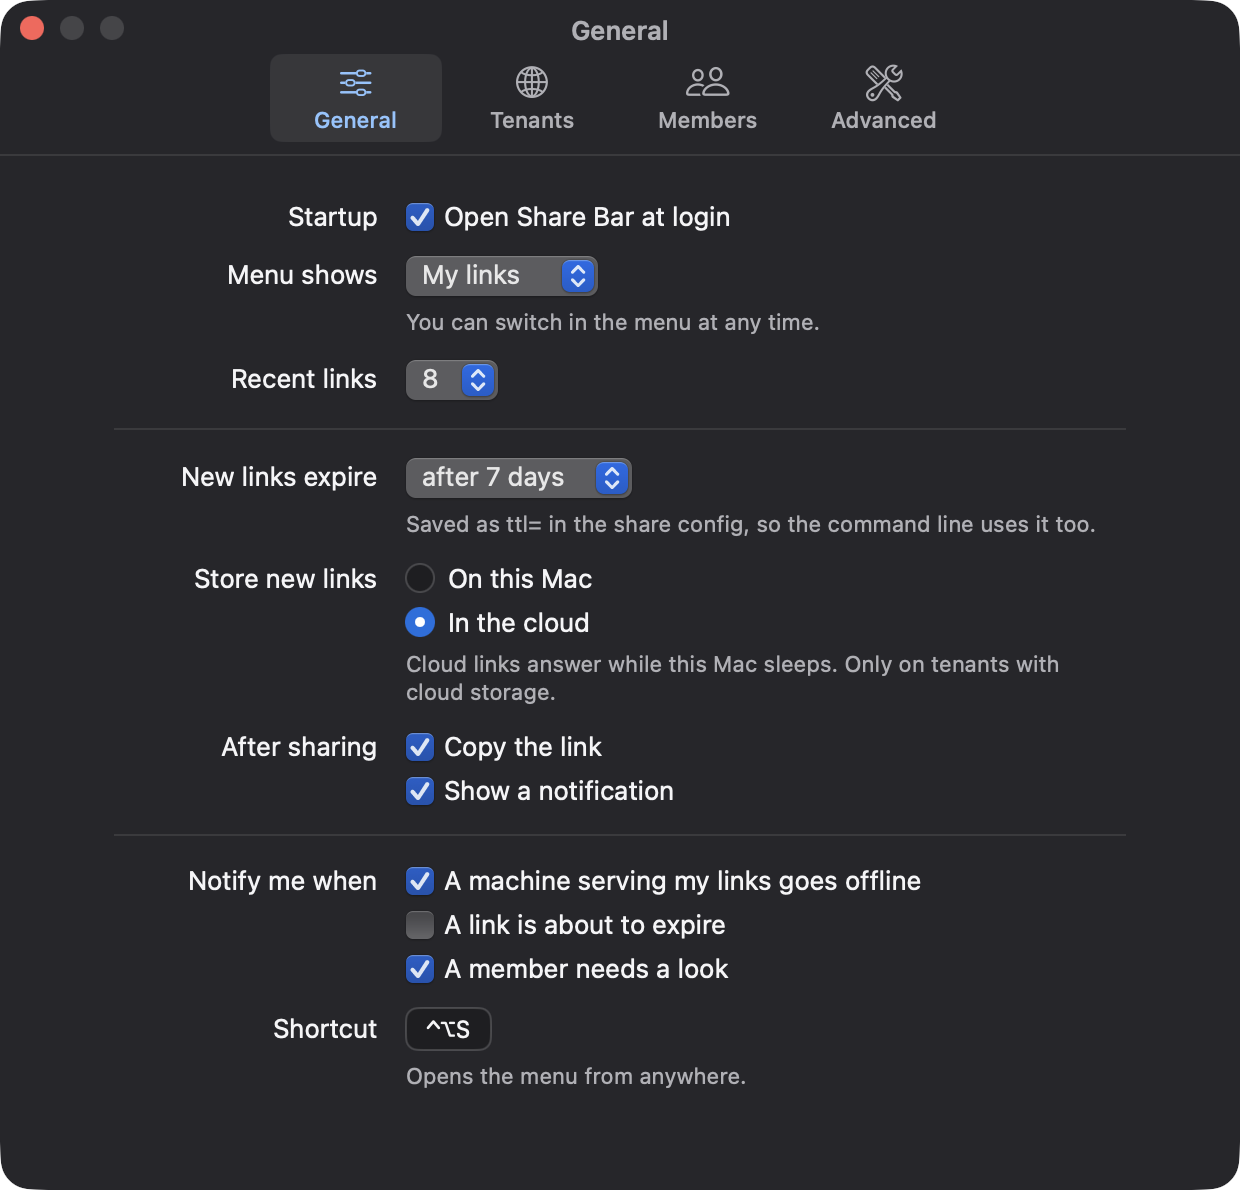 General
General
Tenants
Members
Advanced
Startup
Open Share Bar at login
Menu shows
My links
You can switch in the menu at any time.
Recent links
8
New links expire
after 7 days
Saved as ttl= in the share config, so the command line uses it too.
Store new links
On this Mac
In the cloud
Cloud links answer while this Mac sleeps. Only on tenants with
cloud storage.
After sharing
Copy the link
Show a notification
Notify me when
A machine serving my links goes offline
A link is about to expire
A member needs a look
Shortcut
^⌥S
Opens the menu from anywhere.